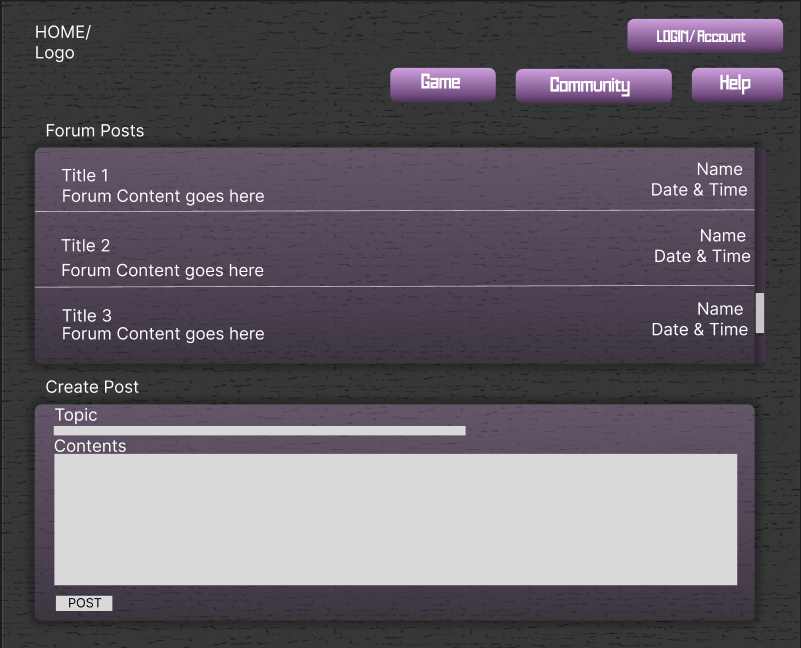 HOME/
Logo
LOGIN/ Account
Game
Community
Help
Forum Posts
Title 1
Forum Content goes here
Name
Date & Time
Title 2
Forum Content goes here
Name
Date & Time
Title 3
Forum Content goes here
Name
Date & Time
Create Post
Topic
Contents
POST